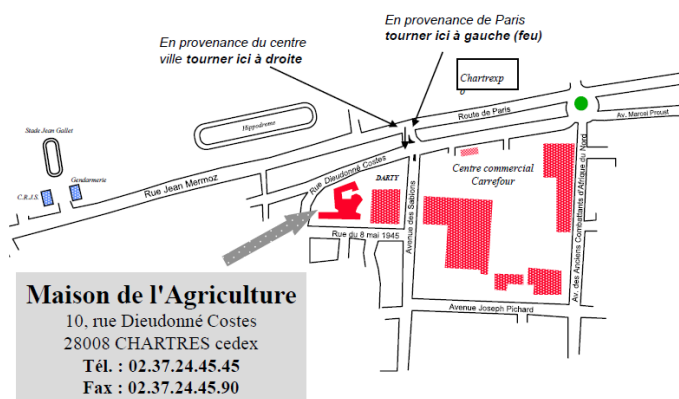 En provenance de Paris
tourner ici à gauche (feu)
En provenance du centre
ville tourner ici à droite
Chartrexp
o
Stade Jean Gallet
Hippodrome
Route de Paris
Av. Marcel Proust
Gendarmerie
C.R.J.S.
Rue Jean Mermoz
Rue Dieudonné Costes
DARTY
Centre commercial
Carrefour
Avenue des Sablons
Av. des Anciens Combattants d'Afrique du Nord
Rue du 8 mai 1945
Avenue Joseph Pichard
Maison de l'Agriculture
10, rue Dieudonné Costes
28008 CHARTRES cedex
Tél. : 02.37.24.45.45
Fax : 02.37.24.45.90